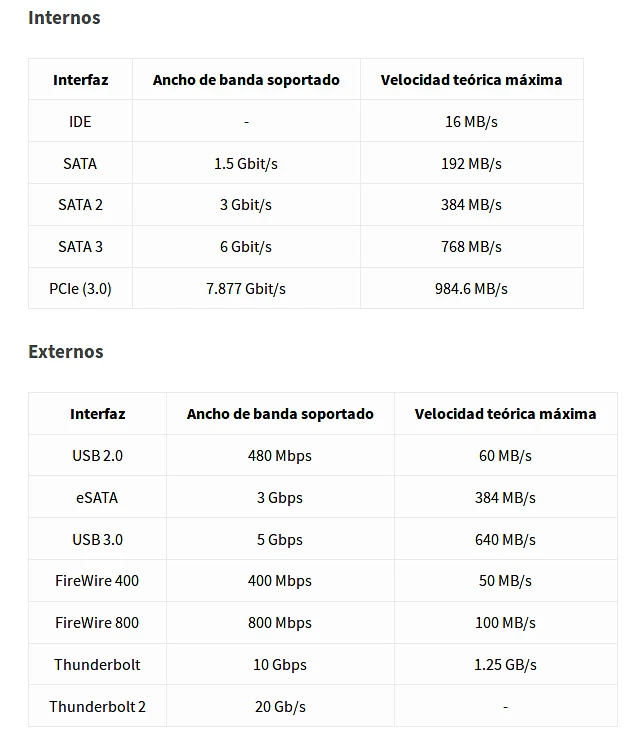 Internos
Interfaz Ancho de banda soportado Velocidad teórica máxima
IDE - 16 MB/s
SATA 1.5 Gbit/s 192 MB/s
SATA 2 3 Gbit/s 384 MB/s
SATA 3 6 Gbit/s 768 MB/s
PCIe (3.0) 7.877 Gbit/s 984.6 MB/s
Externos
Interfaz Ancho de banda soportado Velocidad teórica máxima
USB 2.0 480 Mbps 60 MB/s
eSATA 3 Gbps 384 MB/s
USB 3.0 5 Gbps 640 MB/s
FireWire 400 400 Mbps 50 MB/s
FireWire 800 800 Mbps 100 MB/s
Thunderbolt 10 Gbps 1.25 GB/s
Thunderbolt 2 20 Gb/s -